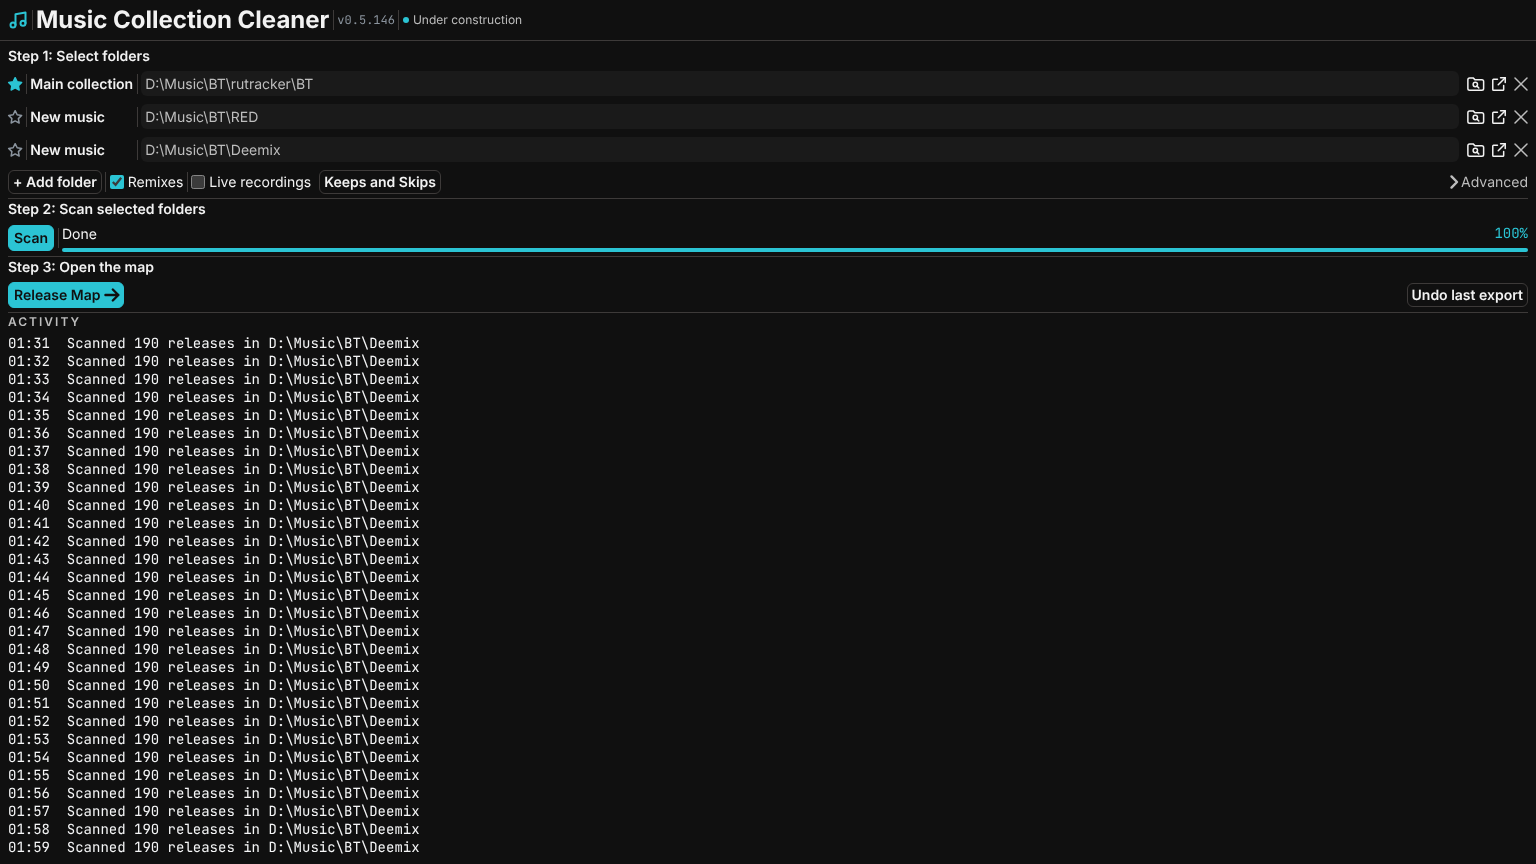 Music Collection Cleaner v0.5.146 Under construction
Step 1: Select folders
Main collection D:\Music\BT\rutracker\BT
New music D:\Music\BT\RED
New music D:\Music\BT\Deemix
+ Add folder Remixes Live recordings Keeps and Skips Advanced
Step 2: Scan selected folders
Scan Done 100%
Step 3: Open the map
Release Map Undo last export
ACTIVITY
01:31 Scanned 190 releases in D:\Music\BT\Deemix
01:32 Scanned 190 releases in D:\Music\BT\Deemix
01:33 Scanned 190 releases in D:\Music\BT\Deemix
01:34 Scanned 190 releases in D:\Music\BT\Deemix
01:35 Scanned 190 releases in D:\Music\BT\Deemix
01:36 Scanned 190 releases in D:\Music\BT\Deemix
01:37 Scanned 190 releases in D:\Music\BT\Deemix
01:38 Scanned 190 releases in D:\Music\BT\Deemix
01:39 Scanned 190 releases in D:\Music\BT\Deemix
01:40 Scanned 190 releases in D:\Music\BT\Deemix
01:41 Scanned 190 releases in D:\Music\BT\Deemix
01:42 Scanned 190 releases in D:\Music\BT\Deemix
01:43 Scanned 190 releases in D:\Music\BT\Deemix
01:44 Scanned 190 releases in D:\Music\BT\Deemix
01:45 Scanned 190 releases in D:\Music\BT\Deemix
01:46 Scanned 190 releases in D:\Music\BT\Deemix
01:47 Scanned 190 releases in D:\Music\BT\Deemix
01:48 Scanned 190 releases in D:\Music\BT\Deemix
01:49 Scanned 190 releases in D:\Music\BT\Deemix
01:50 Scanned 190 releases in D:\Music\BT\Deemix
01:51 Scanned 190 releases in D:\Music\BT\Deemix
01:52 Scanned 190 releases in D:\Music\BT\Deemix
01:53 Scanned 190 releases in D:\Music\BT\Deemix
01:54 Scanned 190 releases in D:\Music\BT\Deemix
01:55 Scanned 190 releases in D:\Music\BT\Deemix
01:56 Scanned 190 releases in D:\Music\BT\Deemix
01:57 Scanned 190 releases in D:\Music\BT\Deemix
01:58 Scanned 190 releases in D:\Music\BT\Deemix
01:59 Scanned 190 releases in D:\Music\BT\Deemix